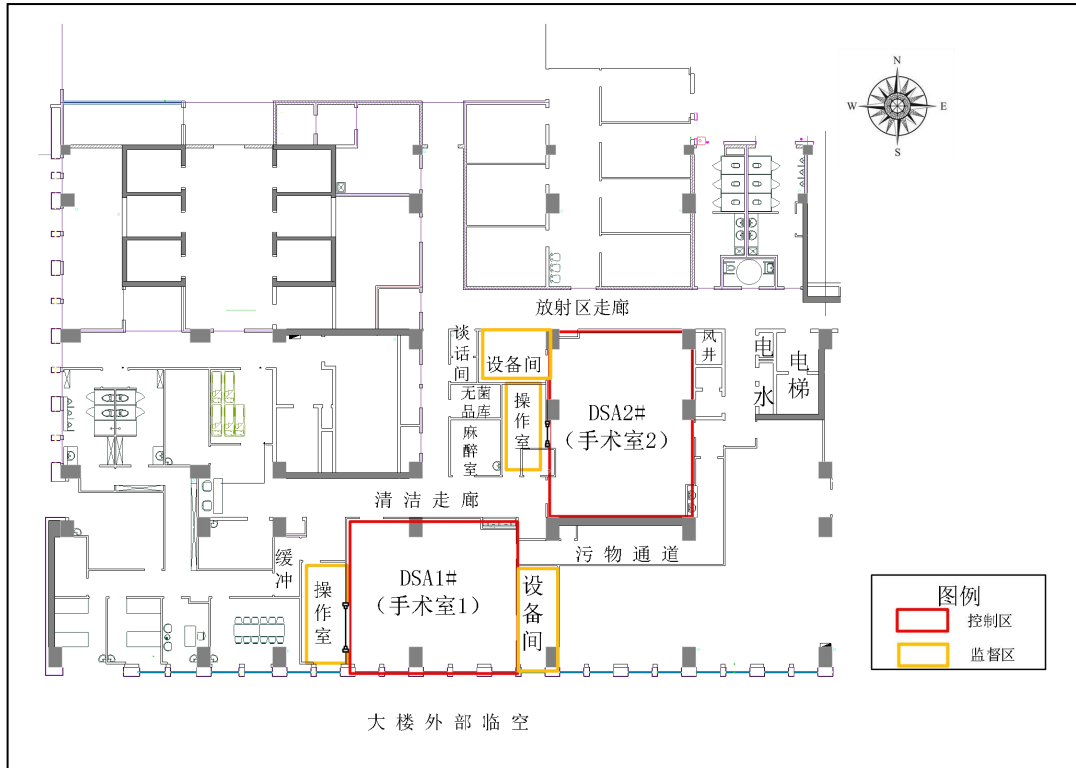 N
W E
S
放射区走廊
谈话间
设备间
风井
电
电梯
水
无菌品库
操作室
DSA2#
（手术室2）
麻醉室
清洁走廊
污物通道
缓冲
操作室
DSA1#
（手术室1）
设备间
图例
控制区
监督区
大楼外部临空